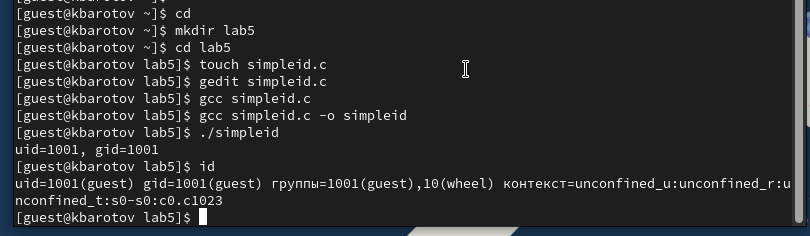 [guest@kbarotov ~]$ cd
[guest@kbarotov ~]$ mkdir lab5
[guest@kbarotov ~]$ cd lab5
[guest@kbarotov lab5]$ touch simpleid.c
[guest@kbarotov lab5]$ gedit simpleid.c
[guest@kbarotov lab5]$ gcc simpleid.c
[guest@kbarotov lab5]$ gcc simpleid.c -o simpleid
[guest@kbarotov lab5]$ ./simpleid
uid=1001, gid=1001
[guest@kbarotov lab5]$ id
uid=1001(guest) gid=1001(guest) группы=1001(guest),10(wheel) контекст=unconfined_u:unconfined_r:u
nconfined_t:s0-s0:c0.c1023
[guest@kbarotov lab5]$